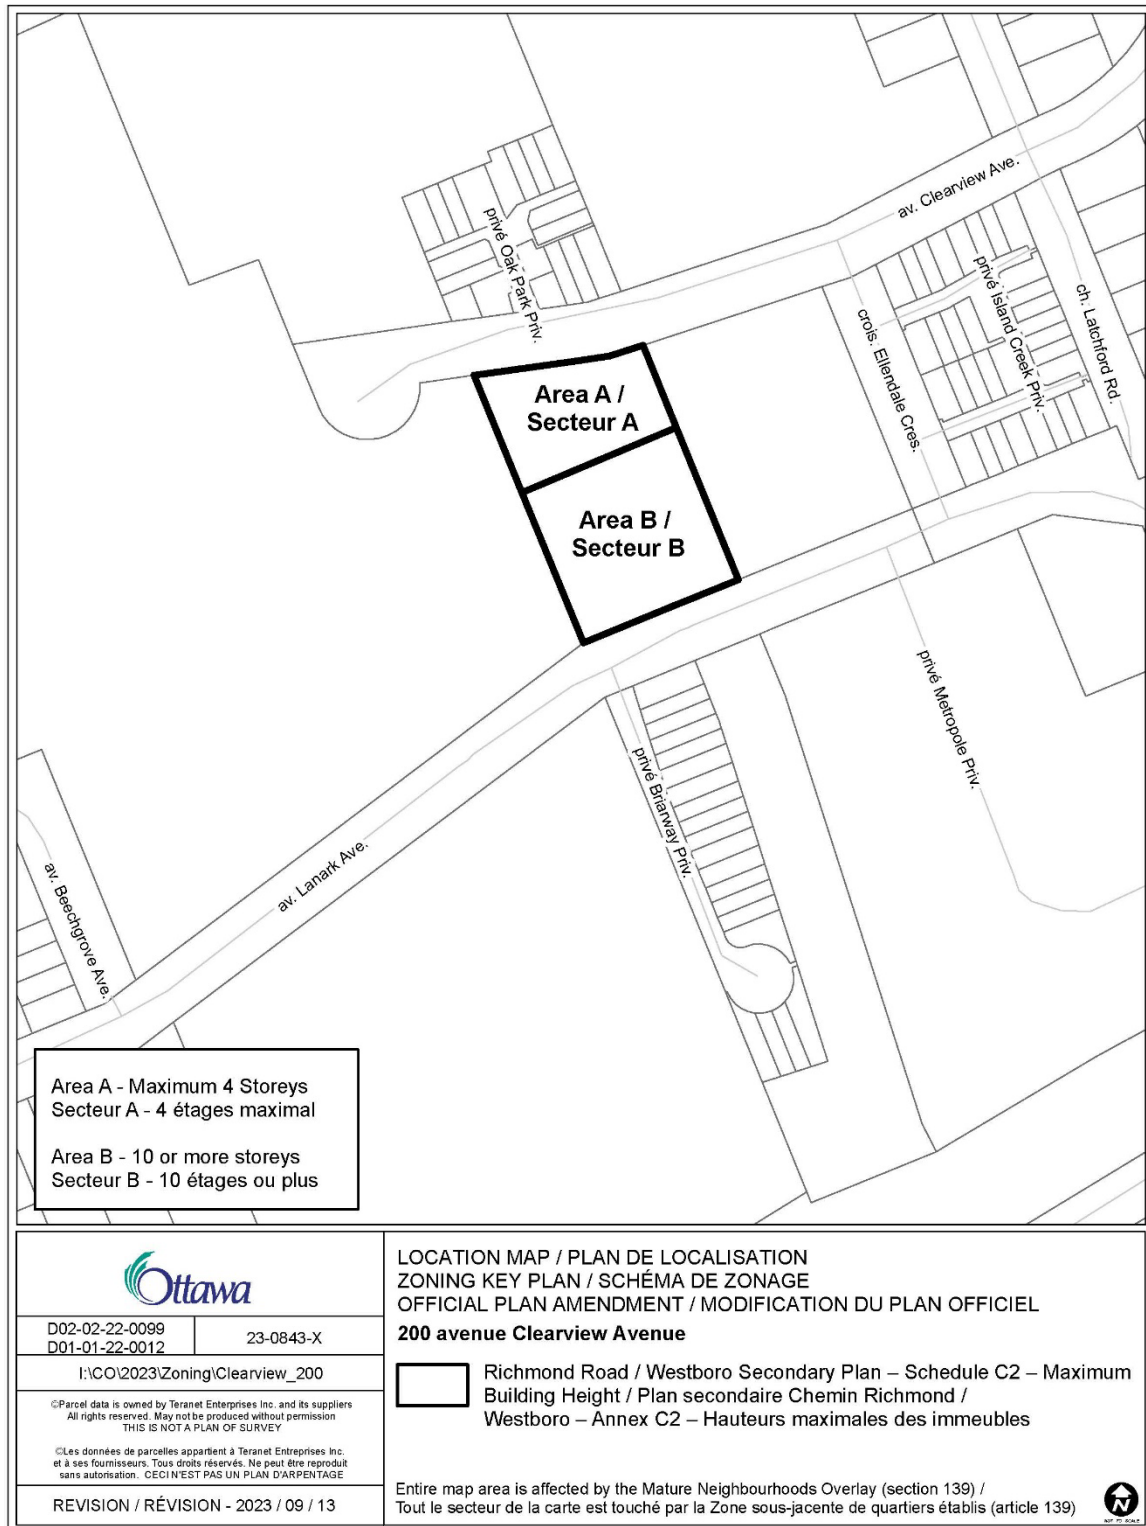 av. Clearview Ave.
privé Oak Park Priv.
privé Island Creek Priv.
ch. Latchford Rd.
crois. Ellendale Cres.
Area A /
Secteur A
Area B /
Secteur B
privé Metropole Priv.
privé Briarway Priv.
av. Lanark Ave.
av. Beechgrove Ave.
Area A - Maximum 4 Storeys
Secteur A - 4 étages maximal
Area B - 10 or more storeys
Secteur B - 10 étages ou plus
Ottawa
D02-02-22-0099
D01-01-22-0012
23-0843-X
I:\CO\2023\Zoning\Clearview_200
©Parcel data is owned by Teranet Enterprises Inc. and its suppliers
All rights reserved. May not be produced without permission
THIS IS NOT A PLAN OF SURVEY
©Les données de parcelles appartient à Teranet Entreprises Inc.
et à ses fournisseurs. Tous droits réservés. Ne peut être reproduit
sans autorisation. CECI N'EST PAS UN PLAN D'ARPENTAGE
REVISION / RÉVISION - 2023 / 09 / 13
LOCATION MAP / PLAN DE LOCALISATION
ZONING KEY PLAN / SCHÉMA DE ZONAGE
OFFICIAL PLAN AMENDMENT / MODIFICATION DU PLAN OFFICIEL
200 avenue Clearview Avenue
Richmond Road / Westboro Secondary Plan – Schedule C2 – Maximum
Building Height / Plan secondaire Chemin Richmond /
Westboro – Annex C2 – Hauteurs maximales des immeubles
Entire map area is affected by the Mature Neighbourhoods Overlay (section 139) /
Tout le secteur de la carte est touché par la Zone sous-jacente de quartiers établis (article 139)
N
NOT TO SCALE